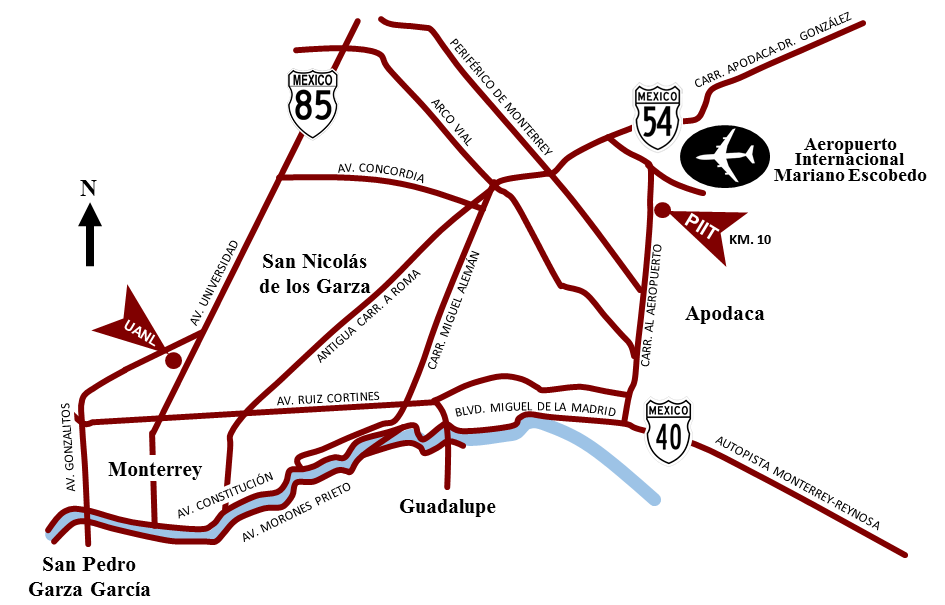 CARR. APODACA-DR. GONZÁLEZ
PERIFÉRICO DE MONTERREY
MEXICO
85
MEXICO
54
ARCO VIAL
Aeropuerto
Internacional
Mariano Escobedo
AV. CONCORDIA
N
PIIT
KM. 10
AV. UNIVERSIDAD
San Nicolás
de los Garza
ANTIGUA CARR. A ROMA
CARR. MIGUEL ALEMÁN
CARR. AL AEROPUERTO
Apodaca
UANL
AV. RUIZ CORTINES
BLVD. MIGUEL DE LA MADRID
MEXICO
40
AV. GONZALITOS
Monterrey
AV. CONSTITUCIÓN
AV. MORONES PRIETO
Guadalupe
AUTOPISTA MONTERREY-REYNOSA
San Pedro
Garza García